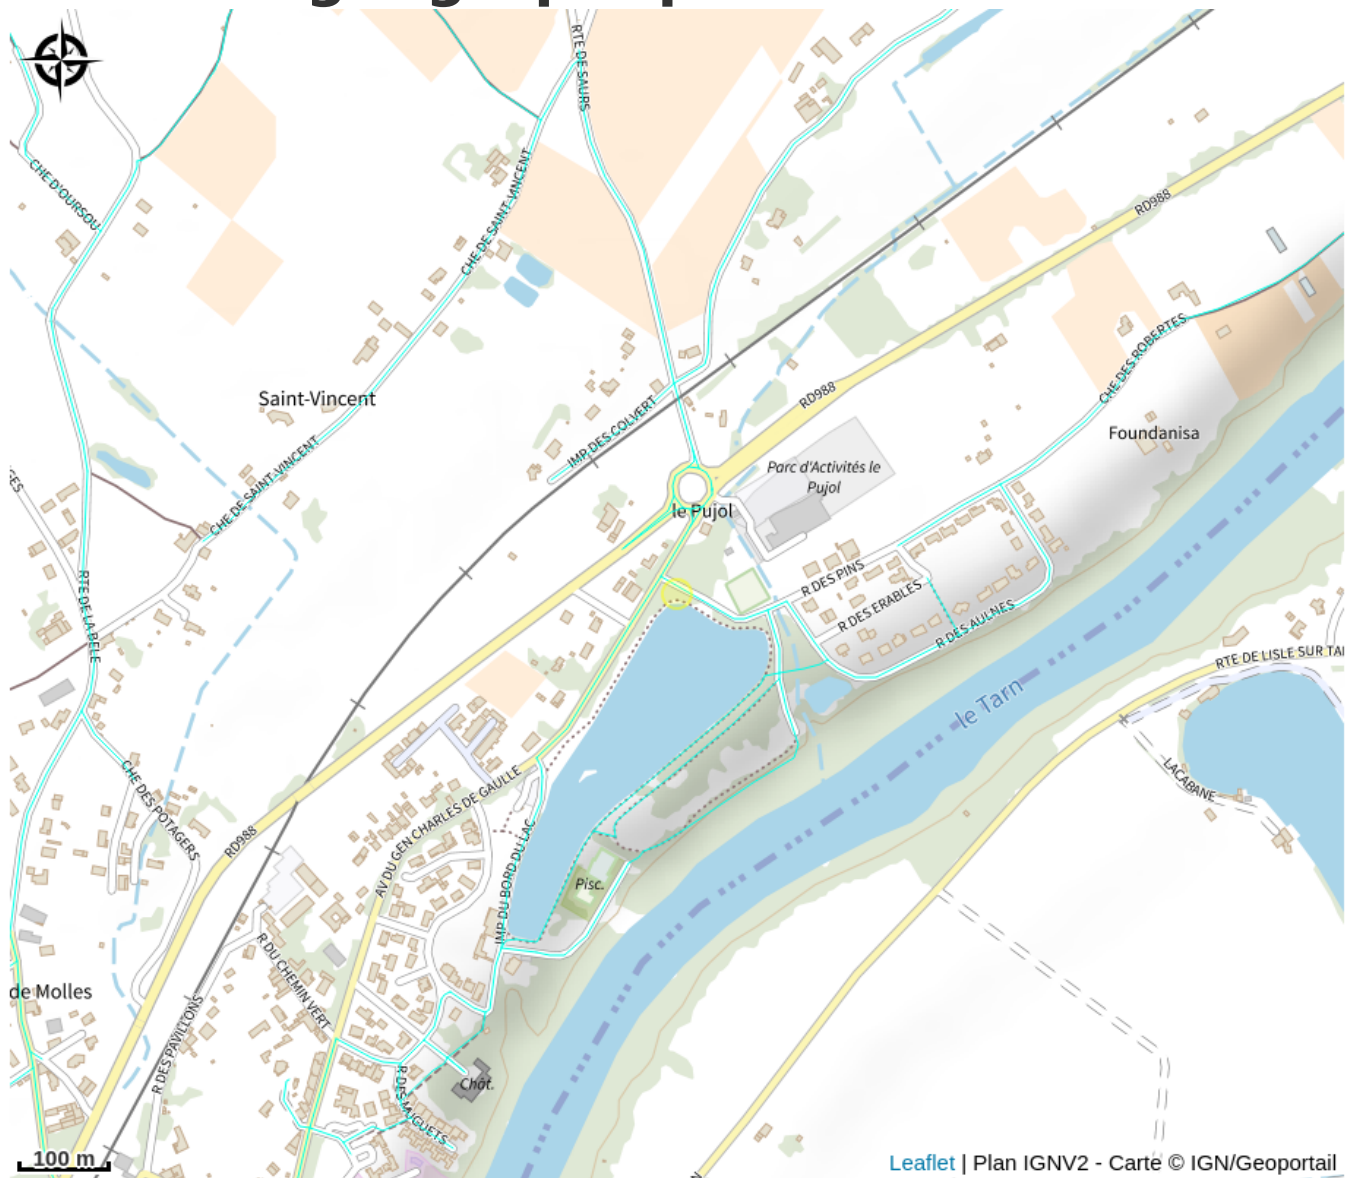 RTE DE SAURS
CHE D'OURSOU
CHE DE SAINT-VINCENT
RD988
Saint-Vincent
IMP DES COLVERT
RD988
CHE DES ROBERTES
Foundanisa
Parc d'Activités le
Pujol
le Pujol
CHE DE SAINT-VINCENT
RTE DE LA BELE
R DES PINS
R DES ERABLES
R DES AULNES
RTE DE LISLE SUR TA
le Tarn
LACABANE
CHE DES POTAGERS
RD988
AV DU GEN CHARLES DE GAULLE
IMP DU BORD DU LAC
Pisc.
R DU CHEMIN VERT
de Molles
R DES PAVILLONS
Chât.
R DES MUGUETS
100 m
Leaflet | Plan IGNV2 - Carte © IGN/Geoportail